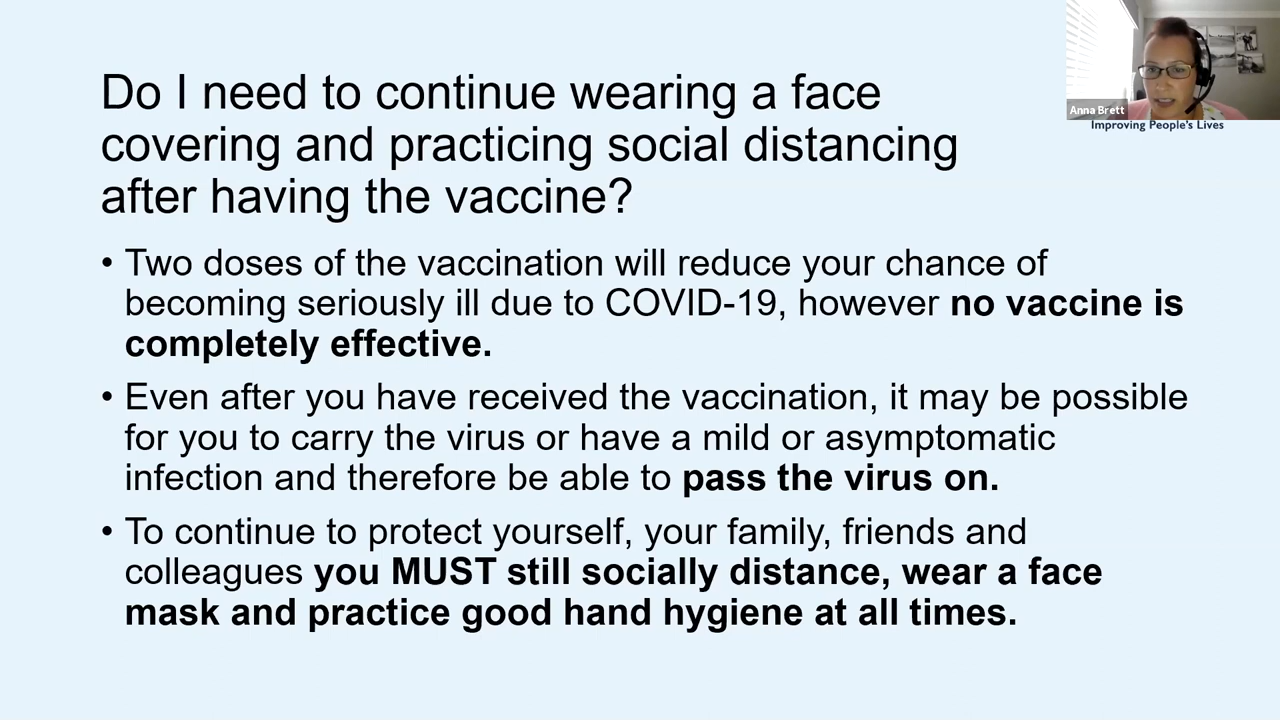 Do I need to continue wearing a face
covering and practicing social distancing
after having the vaccine?
Anna Brett
Improving People's Lives
• Two doses of the vaccination will reduce your chance of
becoming seriously ill due to COVID-19, however no vaccine is
completely effective.
• Even after you have received the vaccination, it may be possible
for you to carry the virus or have a mild or asymptomatic
infection and therefore be able to pass the virus on.
• To continue to protect yourself, your family, friends and
colleagues you MUST still socially distance, wear a face
mask and practice good hand hygiene at all times.